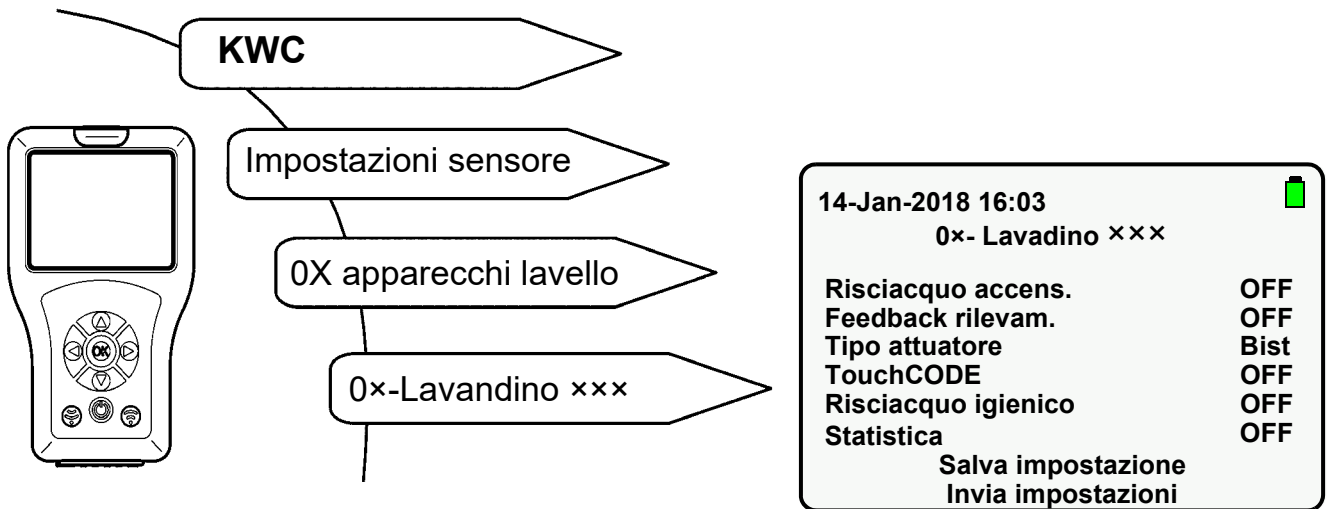 KWC
Impostazioni sensore
0X apparecchi lavello
0×-Lavandino ×××
OK
14-Jan-2018 16:03
0×- Lavadino ×××
Risciacquo accens. OFF
Feedback rilevam. OFF
Tipo attuatore Bist
TouchCODE OFF
Risciacquo igienico OFF
Statistica OFF
Salva impostazione
Invia impostazioni